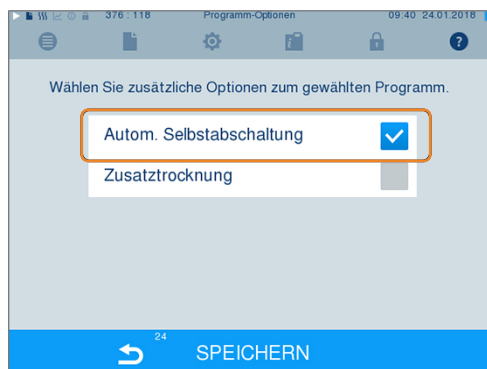 376 : 118 Programm-Optionen 09:40 24.01.2018
Wählen Sie zusätzliche Optionen zum gewählten Programm.
Autom. Selbstabschaltung
Zusatztrocknung
24
SPEICHERN